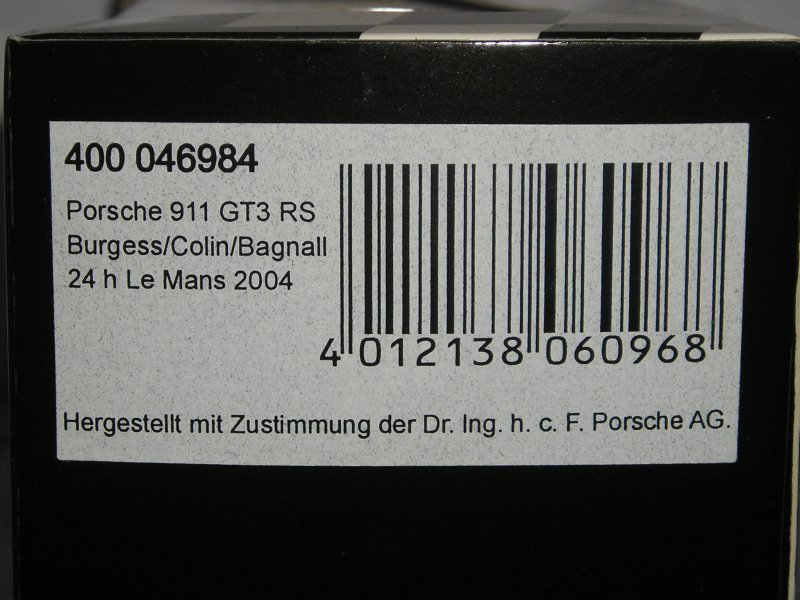 400 046984
Porsche 911 GT3 RS
Burgess/Colin/Bagnall
24 h Le Mans 2004
4 012138 060968
Hergestellt mit Zustimmung der Dr. Ing. h. c. F. Porsche AG.